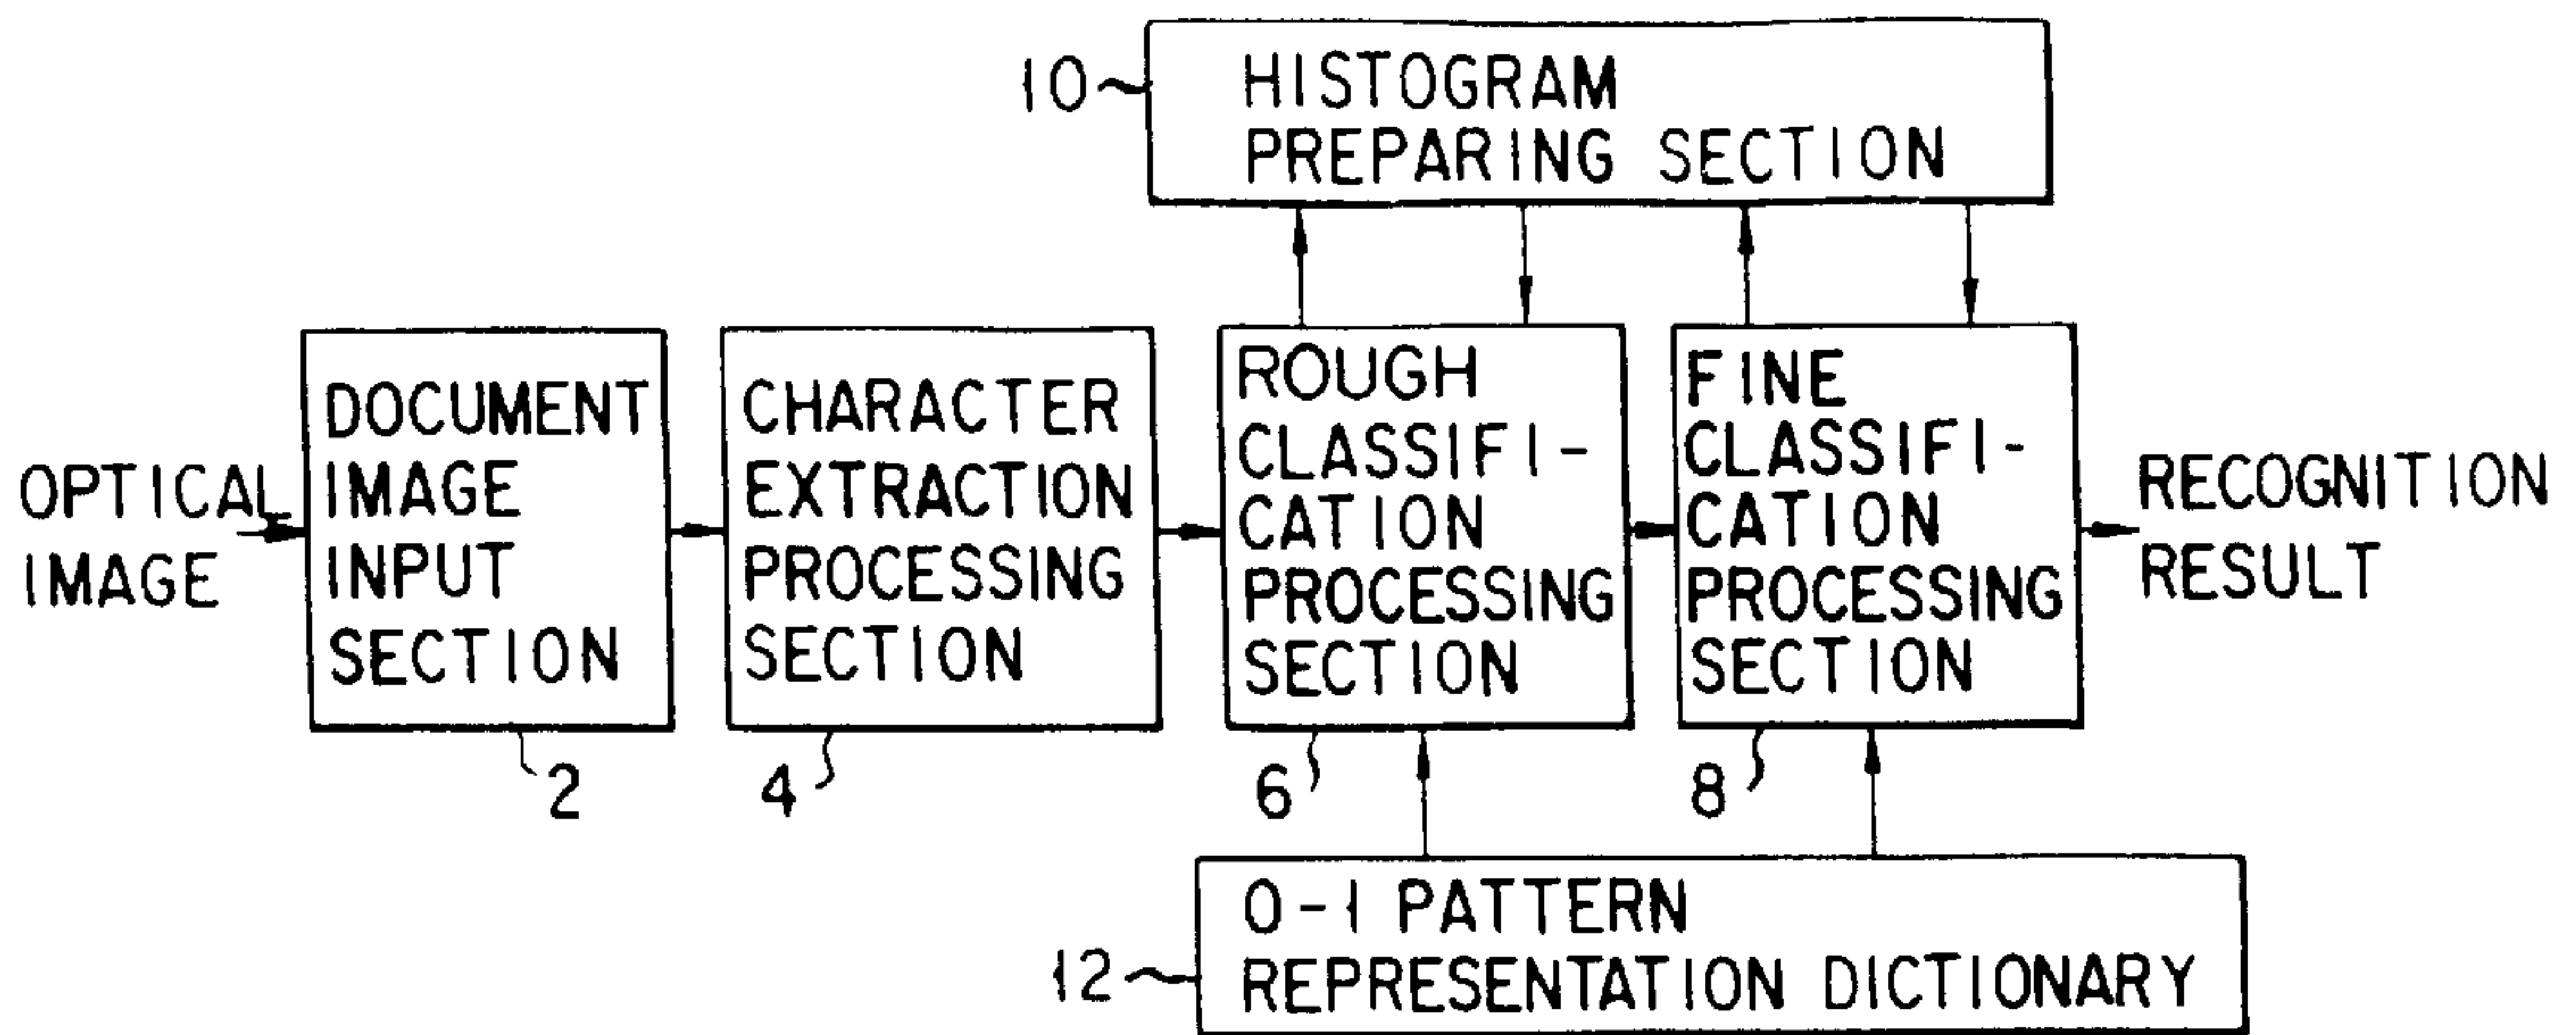 10
HISTOGRAM
PREPARING SECTION
OPTICAL
IMAGE
DOCUMENT
IMAGE
INPUT
SECTION
2
CHARACTER
EXTRACTION
PROCESSING
SECTION
4
ROUGH
CLASSIFI-
CATION
PROCESSING
SECTION
6
FINE
CLASSIFI-
CATION
PROCESSING
SECTION
8
RECOGNITION
RESULT
12
0-1 PATTERN
REPRESENTATION DICTIONARY